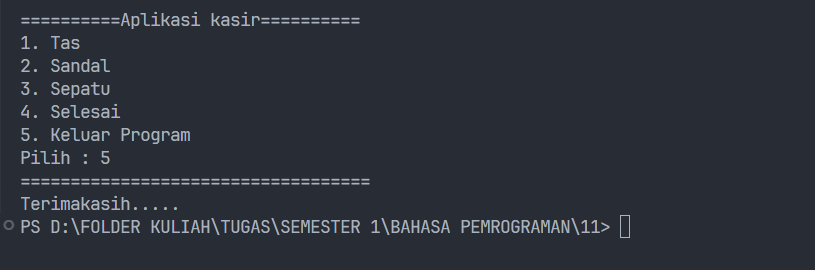 ==========Aplikasi kasir==========
1. Tas
2. Sandal
3. Sepatu
4. Selesai
5. Keluar Program
Pilih : 5
===================================
Terimakasih.....
PS D:\FOLDER KULIAH\TUGAS\SEMESTER 1\BAHASA PEMROGRAMAN\11>